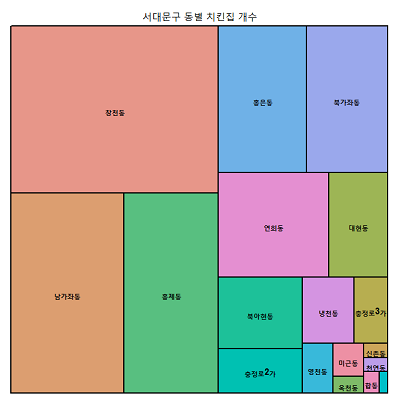 서대문구 동별 치킨집 개수
창천동
홍은동
북가좌동
연희동
대현동
남가좌동
홍제동
북아현동
냉천동
충정로3가
충정로2가
영천동
미근동
신촌동
천연동
옥천동
합동